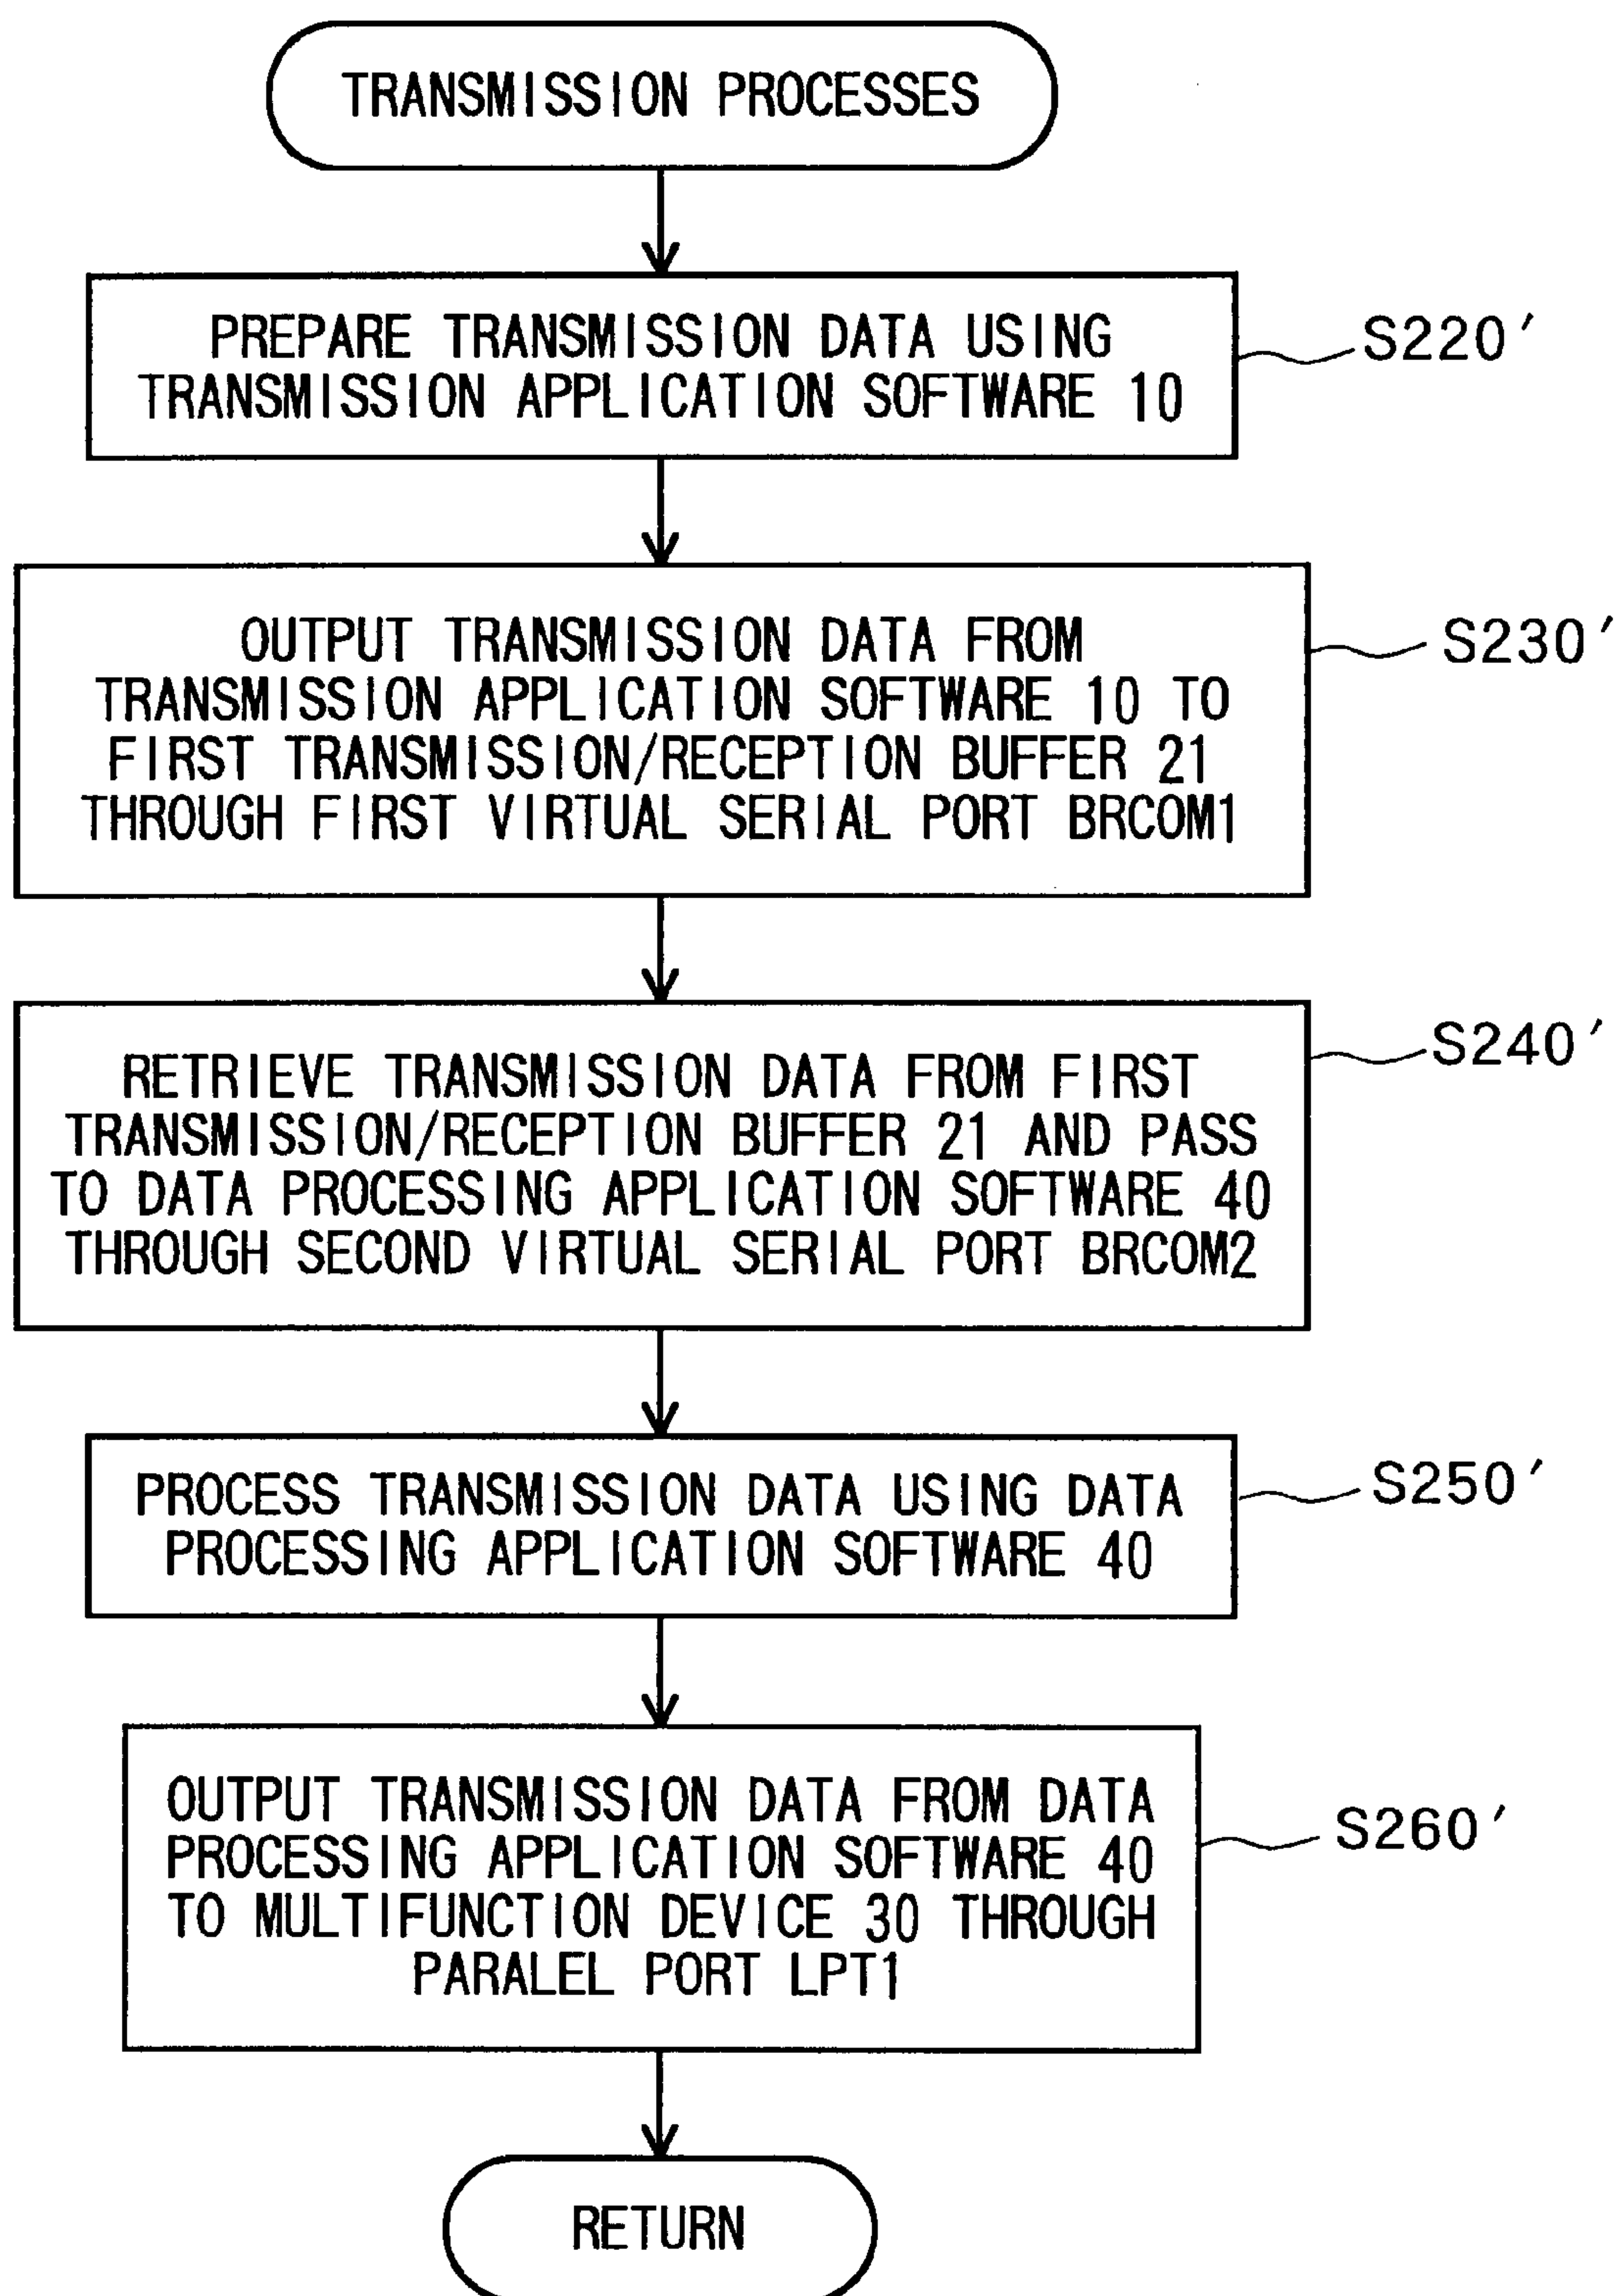 TRANSMISSION PROCESSES
PREPARE TRANSMISSION DATA USING
TRANSMISSION APPLICATION SOFTWARE 10
S220'
OUTPUT TRANSMISSION DATA FROM
TRANSMISSION APPLICATION SOFTWARE 10 TO
FIRST TRANSMISSION/RECEPTION BUFFER 21
THROUGH FIRST VIRTUAL SERIAL PORT BRCOM1
S230'
RETRIEVE TRANSMISSION DATA FROM FIRST
TRANSMISSION/RECEPTION BUFFER 21 AND PASS
TO DATA PROCESSING APPLICATION SOFTWARE 40
THROUGH SECOND VIRTUAL SERIAL PORT BRCOM2
S240'
PROCESS TRANSMISSION DATA USING DATA
PROCESSING APPLICATION SOFTWARE 40
S250'
OUTPUT TRANSMISSION DATA FROM DATA
PROCESSING APPLICATION SOFTWARE 40
TO MULTIFUNCTION DEVICE 30 THROUGH
PARALEL PORT LPT1
S260'
RETURN